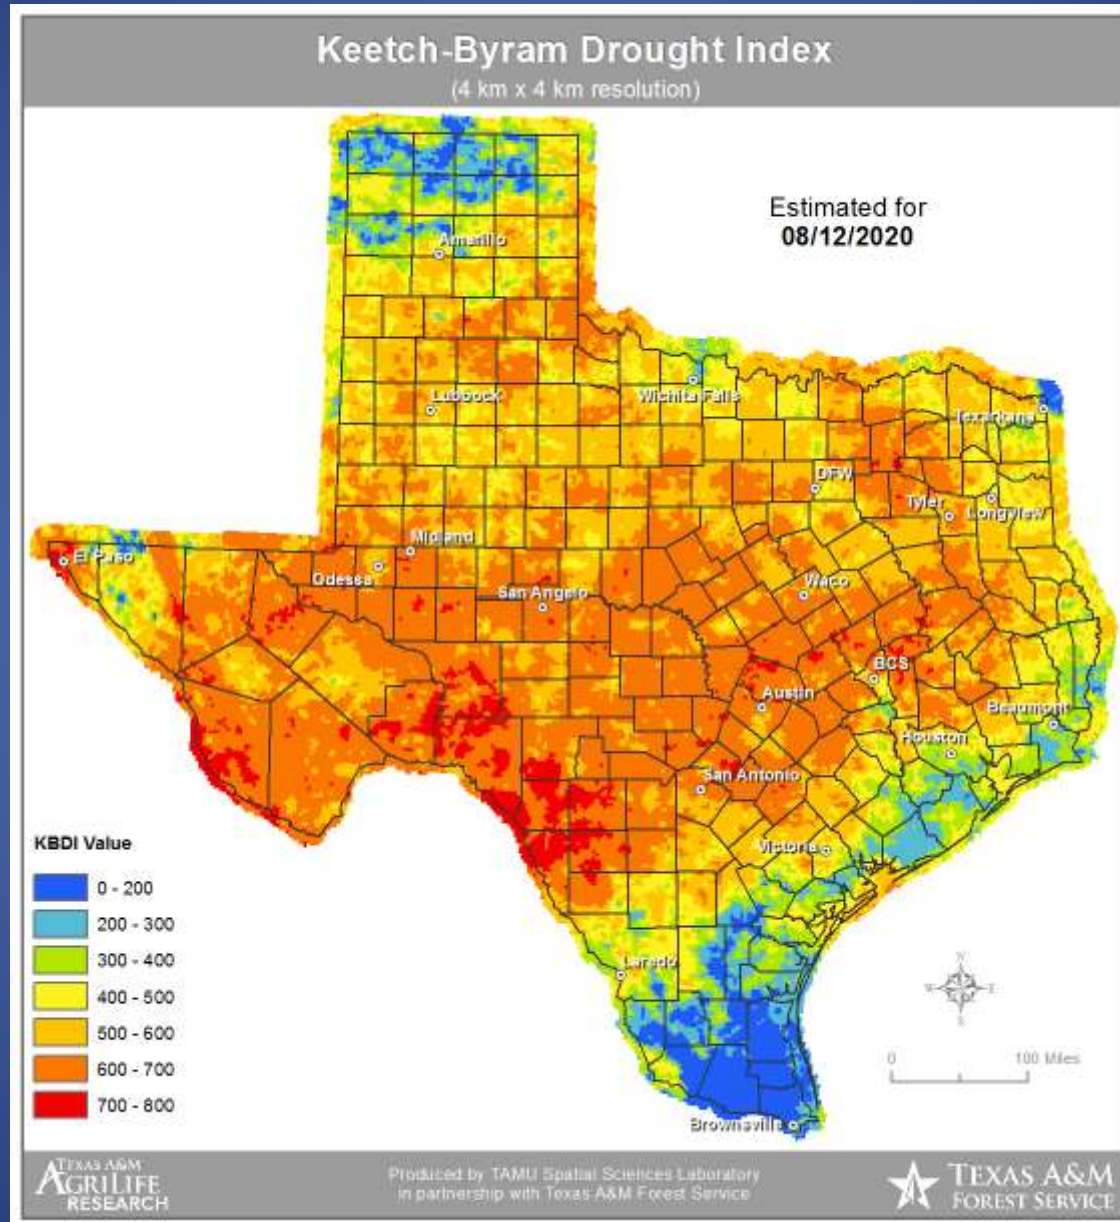 Keetch-Byram Drought Index
(4 km x 4 km resolution)
Estimated for
08/12/2020
Amarillo
Lubbock
Wichita Falls
Texarkana
DFW
Tyler
Longview
El Paso
Midland
Odessa
San Angelo
Waco
BCS
Austin
Beaumont
Houston
San Antonio
Victoria
Laredo
Brownsville
KBDI Value
0 - 200
200 - 300
300 - 400
400 - 500
500 - 600
600 - 700
700 - 800
N
W E
S
0 100 Miles
TEXAS A&M
AGRILIFE
RESEARCH
Produced by TAMU Spatial Sciences Laboratory
in partnership with Texas A&M Forest Service
TEXAS A&M
FOREST SERVICE